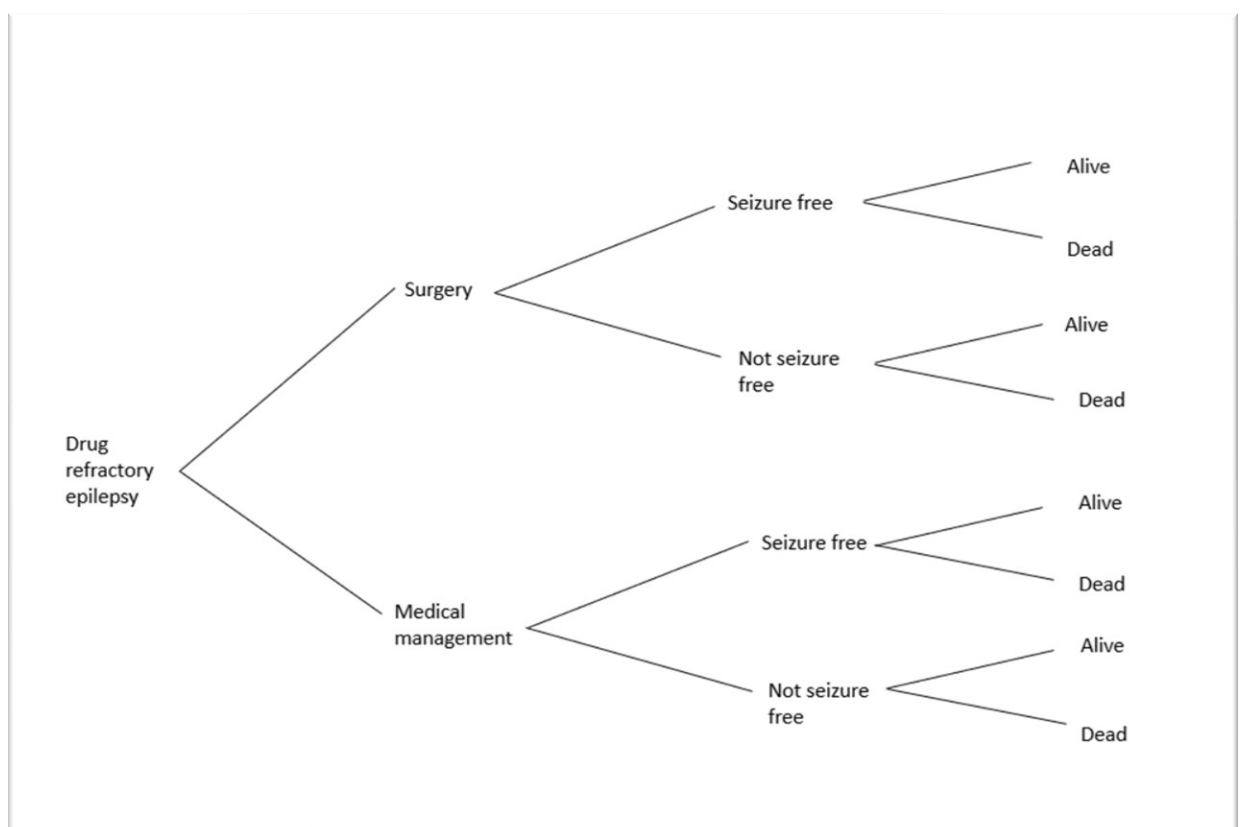 Alive
Seizure free
Dead
Surgery
Alive
Not seizure
free
Dead
Drug
refractory
epilepsy
Alive
Seizure free
Dead
Medical
management
Alive
Not seizure
free
Dead